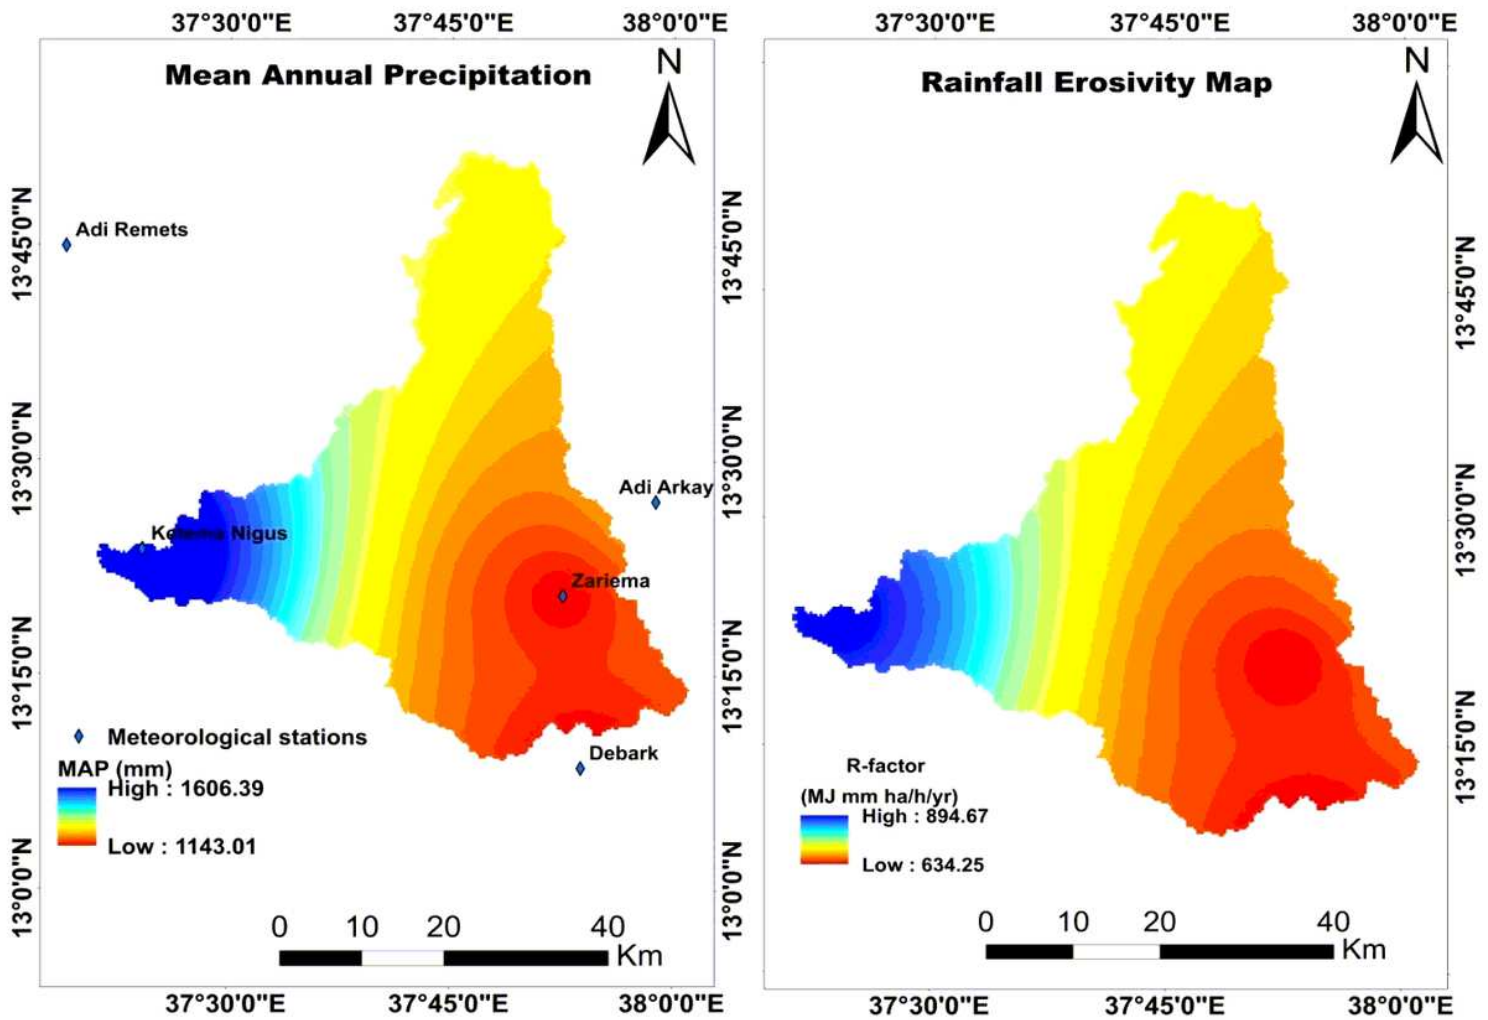 37°30'0"E 37°45'0"E 38°0'0"E
37°30'0"E 37°45'0"E 38°0'0"E
Mean Annual Precipitation
N
Rainfall Erosivity Map
N
13°45'0"N
13°30'0"N
13°15'0"N
13°0'0"N
Adi Remets
Adi Arkay
Ketema Nigus
Zariema
Debark
Meteorological stations
MAP (mm)
High : 1606.39
Low : 1143.01
0 10 20 40
Km
13°45'0"N
13°30'0"N
13°15'0"N
13°0'0"N
R-factor
(MJ mm ha/h/yr)
High : 894.67
Low : 634.25
0 10 20 40
Km
13°45'0"N
13°30'0"N
13°15'0"N
37°30'0"E 37°45'0"E 38°0'0"E
37°30'0"E 37°45'0"E 38°0'0"E